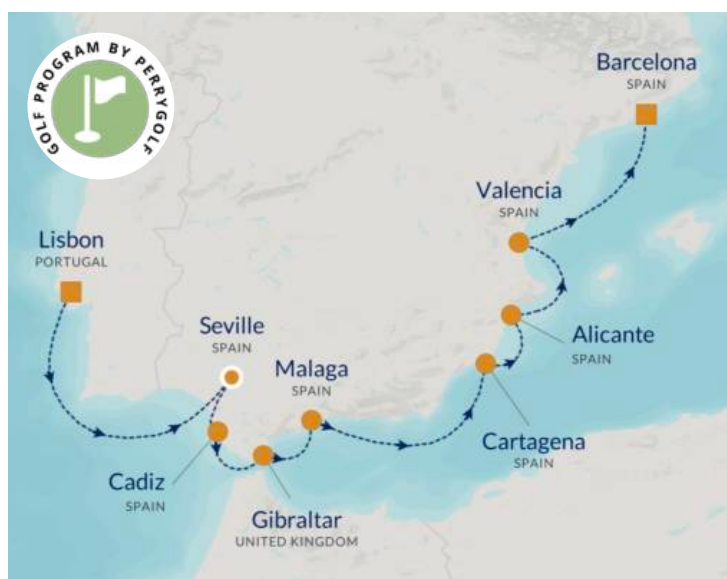 GOLF PROGRAM BY PERRYGOLF
Barcelona
SPAIN
Valencia
SPAIN
Lisbon
PORTUGAL
Seville
SPAIN
Malaga
SPAIN
Alicante
SPAIN
Cartagena
SPAIN
Cadiz
SPAIN
Gibraltar
UNITED KINGDOM